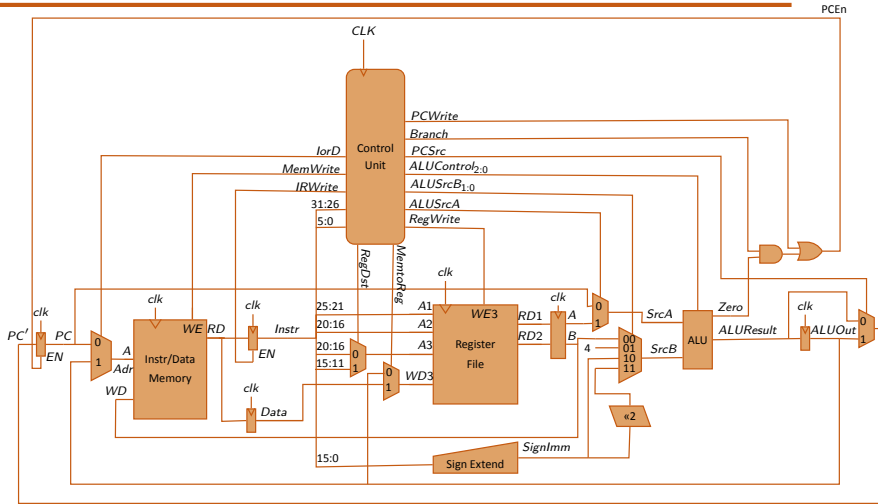 PCEn
CLK
PCWrite
Branch
IorD
Control
Unit
PCSrc
MemWrite
ALUControl2:0
IRWrite
ALUSrcB1:0
31:26
ALUSrcA
5:0
RegWrite
RegDst
MemtoReg
clk
clk
clk
clk
clk
clk
25:21
A1
WE3
RD1
A
0
SrcA
Zero
0
PC′
PC
0
WE
RD
Instr
20:16
A2
RD2
B
1
00
ALU
ALUResult
ALUOut
1
EN
1
A
Adr
Instr/Data
Memory
EN
20:16
0
A3
Register
File
4
01
10
11
SrcB
15:11
1
0
1
WD3
WD
clk
Data
«2
15:0
Sign Extend
SignImm